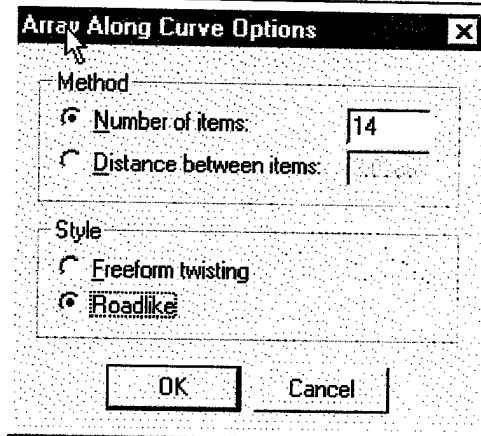 Array Along Curve Options
Method
Number of items: 14
Distance between items:
Style
Freeform twisting
Roadlike
OK Cancel